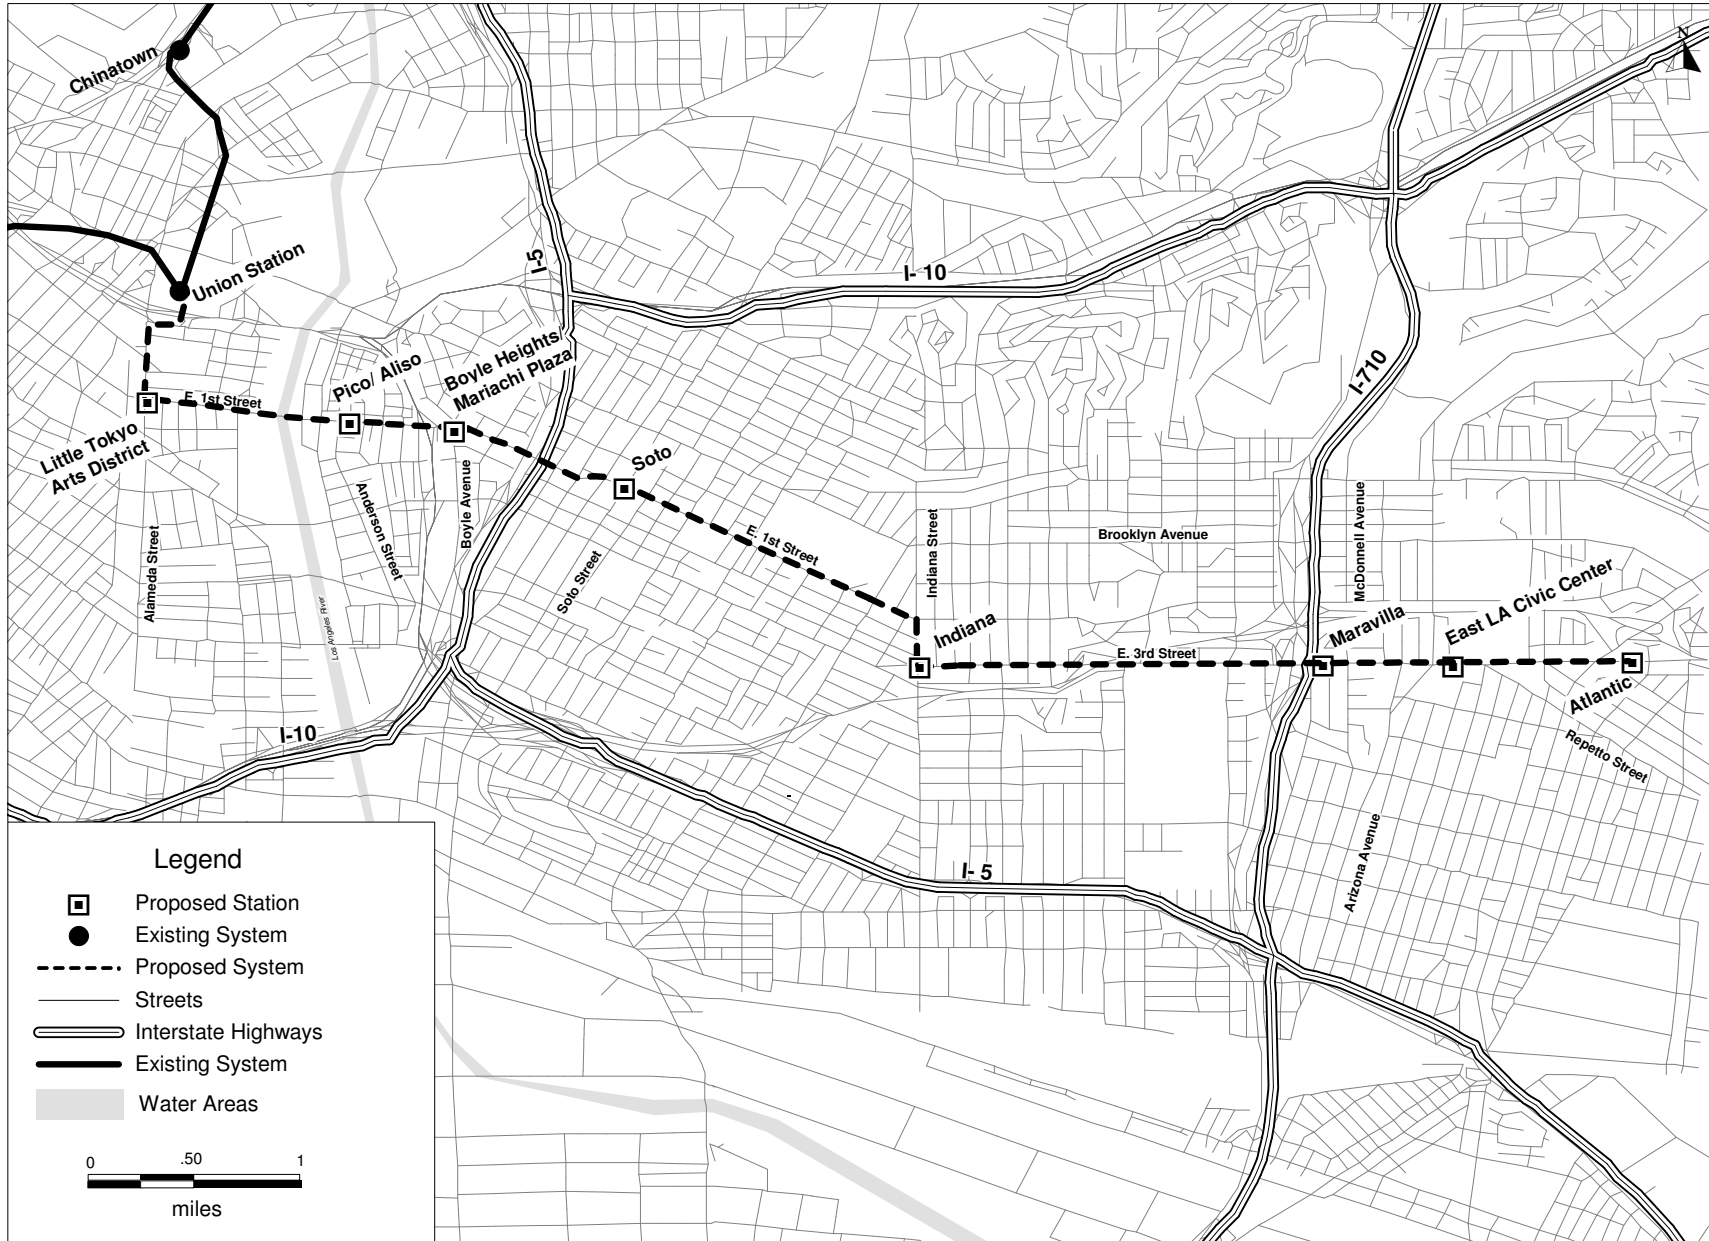 N
Chinatown
Union Station
I-5
I- 10
Boyle Heights/
Mariachi Plaza
Pico/ Aliso
I-710
E. 1st Street
Little Tokyo
Arts District
Soto
Anderson Street
Boyle Avenue
Alameda Street
Los Angeles River
Soto Street
E. 1st Street
Indiana Street
Brooklyn Avenue
McDonnell Avenue
Indiana
E. 3rd Street
Maravilla
East LA Civic Center
Atlantic
Repetto Street
I-10
I- 5
Arizona Avenue
Legend
Proposed Station
Existing System
Proposed System
Streets
Interstate Highways
Existing System
Water Areas
0 .50 1
miles